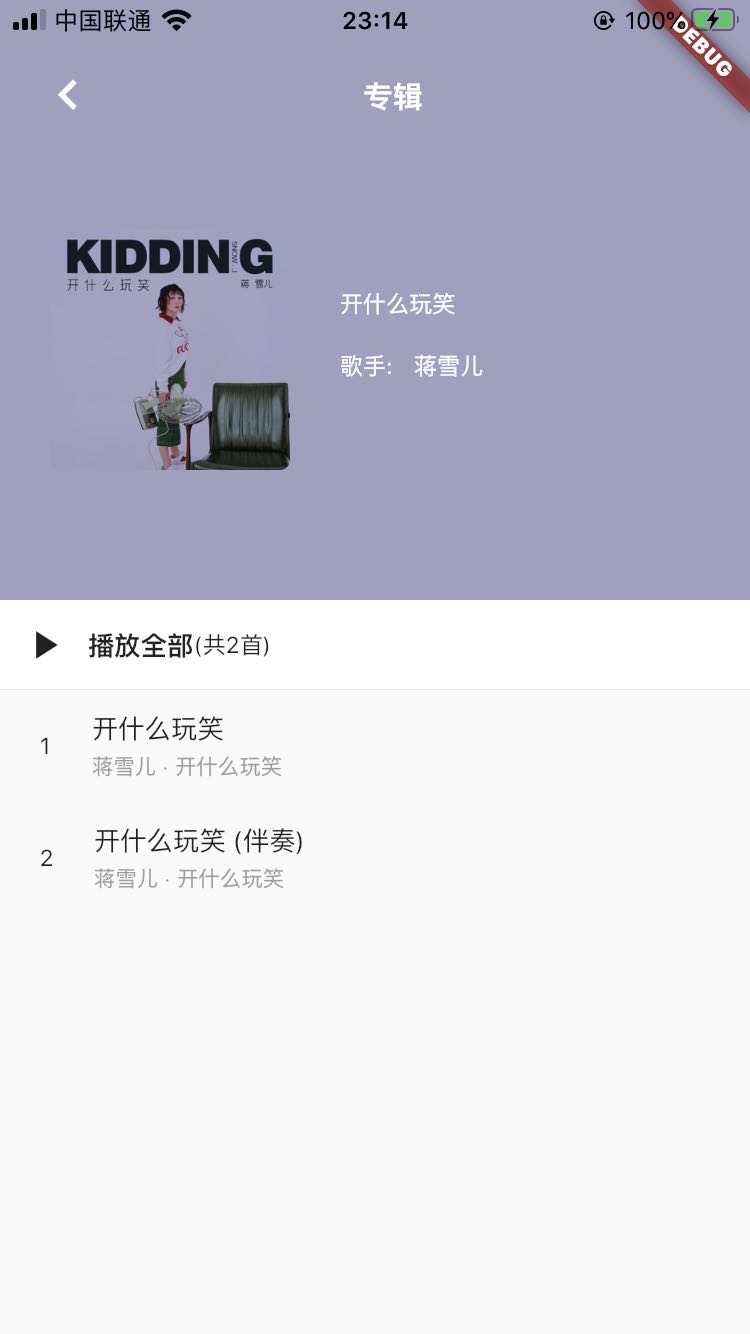 中国联通
23:14
100%
DEBUG
专辑
KIDDING
SNOW.J
开什么玩笑
蒋 雪儿
开什么玩笑
歌手: 蒋雪儿
播放全部(共2首)
1
开什么玩笑
蒋雪儿 · 开什么玩笑
2
开什么玩笑 (伴奏)
蒋雪儿 · 开什么玩笑